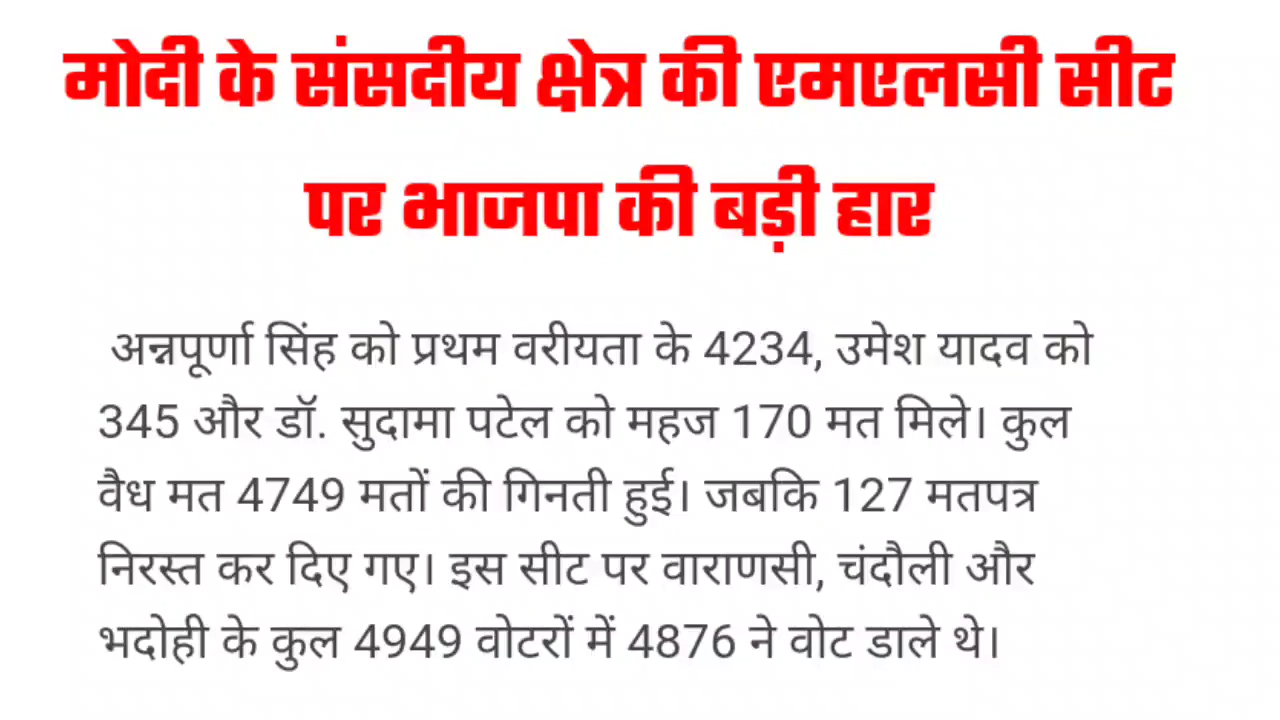 मोदी के संसदीय क्षेत्र की एमएलसी सीट
पर भाजपा की बड़ी हार
अन्नपूर्णा सिंह को प्रथम वरीयता के 4234, उमेश यादव को
345 और डॉ. सुदामा पटेल को महज 170 मत मिले। कुल
वैध मत 4749 मतों की गिनती हुई। जबकि 127 मतपत्र
निरस्त कर दिए गए। इस सीट पर वाराणसी, चंदौली और
भदोही के कुल 4949 वोटरों में 4876 ने वोट डाले थे।